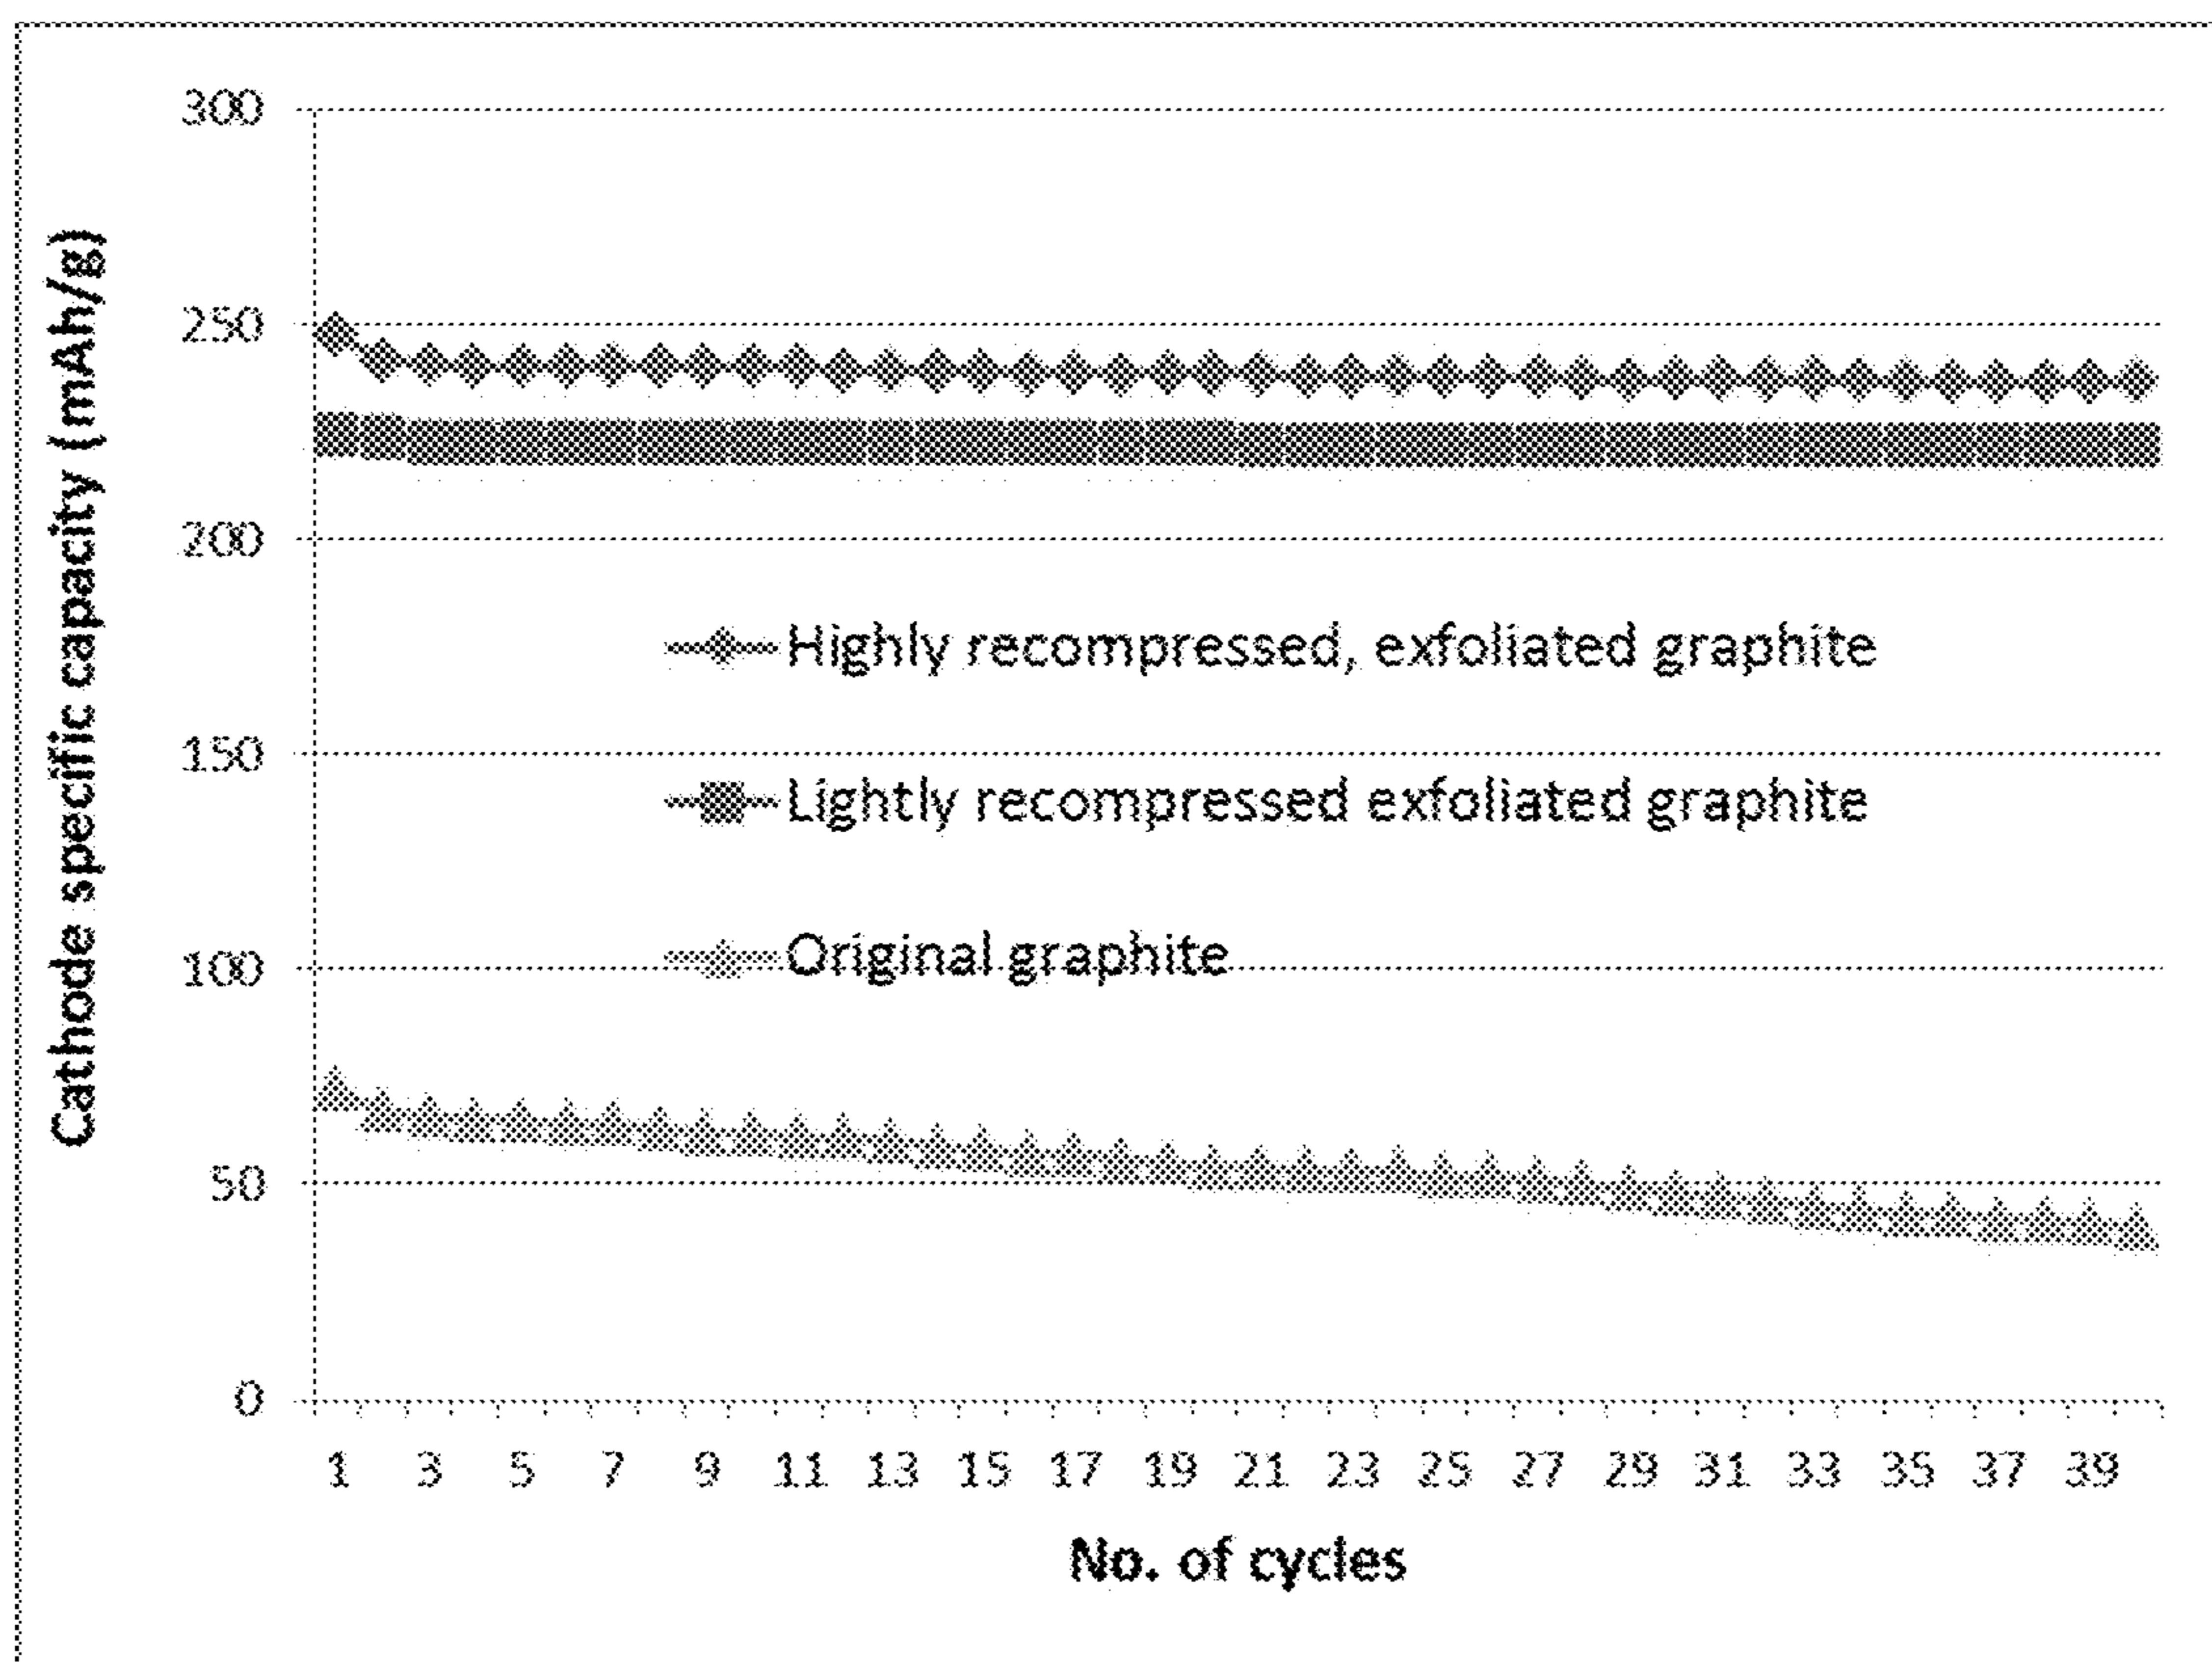 Cathode specific capacity (mAh/g)
300
250
200
150
100
50
0
Highly recompressed, exfoliated graphite
Lightly recompressed exfoliated graphite
Original graphite
1 3 5 7 9 11 13 15 17 19 21 23 25 27 29 31 33 35 37 39
No. of cycles